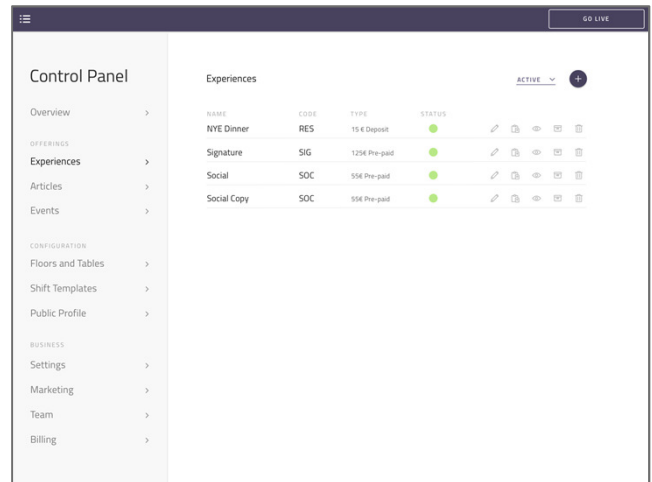 GO LIVE
Control Panel
Overview
OFFERINGS
Experiences
Articles
Events
CONFIGURATION
Floors and Tables
Shift Templates
Public Profile
BUSINESS
Settings
Marketing
Team
Billing
Experiences
ACTIVE
NAME CODE TYPE STATUS
NYE Dinner RES 15 € Deposit
Signature SIG 125€ Pre-paid
Social SOC 55€ Pre-paid
Social Copy SOC 55€ Pre-paid